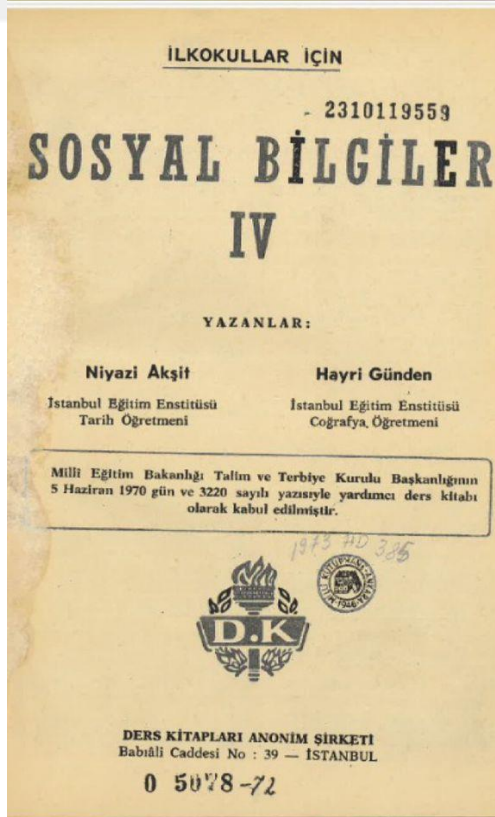 İLKOKULLAR İÇİN
- 2310119559
SOSYAL BİLGİLER
IV
YAZANLAR:
Niyazi Akşit
İstanbul Eğitim Enstitüsü
Tarih Öğretmeni
Hayri Günden
İstanbul Eğitim Enstitüsü
Coğrafya Öğretmeni
Millî Eğitim Bakanlığı Talim ve Terbiye Kurulu Başkanlığının
5 Haziran 1970 gün ve 3220 sayılı yazısiyle yardımcı ders kitabı
olarak kabul edilmiştir.
1973 AD 385
D.K
DERS KİTAPLARI ANONİM ŞİRKETİ
Babıâli Caddesi No : 39 — İSTANBUL
0 5078-72